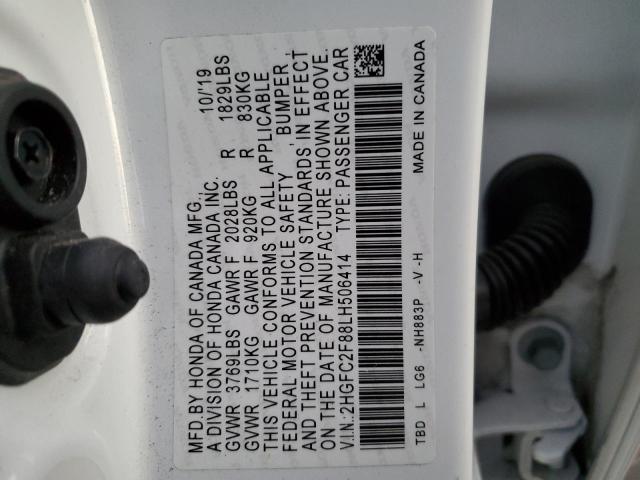 MFD.BY HONDA OF CANADA MFG., 10/'19
A DIVISION OF HONDA CANADA INC.
GVWR 3769LBS GAWR F 2028LBS R 1829LBS
GVWR 1710KG GAWR F 920KG R 830KG
THIS VEHICLE CONFORMS TO ALL APPLICABLE
FEDERAL MOTOR VEHICLE SAFETY , BUMPER ,
AND THEFT PREVENTION STANDARDS IN EFFECT
ON THE DATE OF MANUFACTURE SHOWN ABOVE.
V.I.N.:2HGFC2F88LH506414 TYPE: PASSENGER CAR
TBD L LG6 -NH883P -V -H MADE IN CANADA